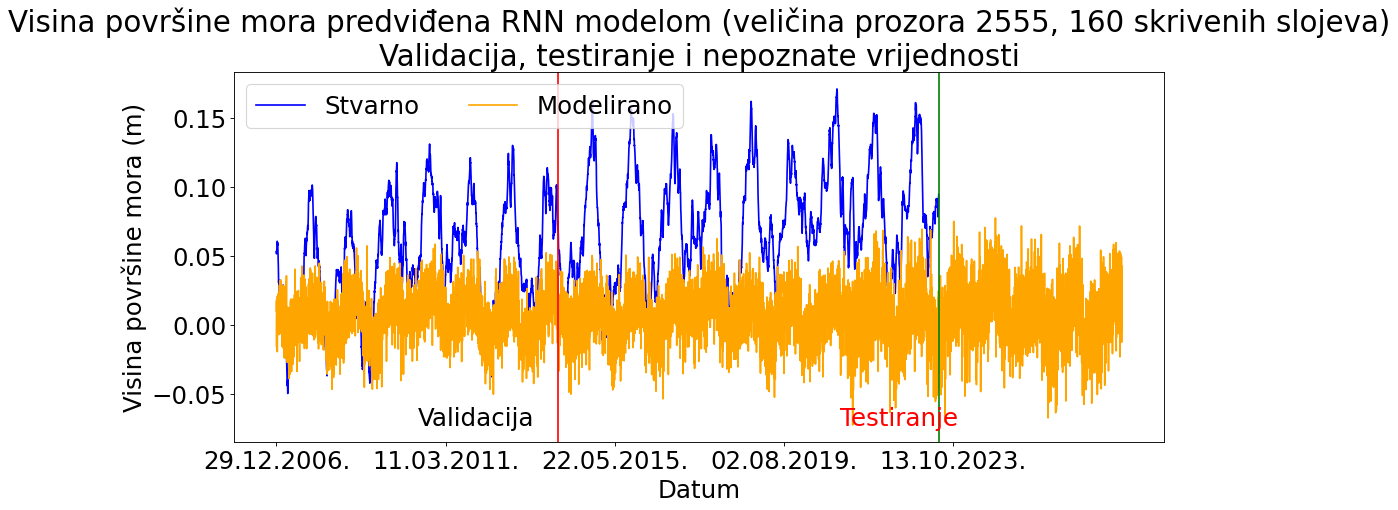 Visina površine mora predviđena RNN modelom (veličina prozora 2555, 160 skrivenih slojeva)
Validacija, testiranje i nepoznate vrijednosti
Stvarno
Modelirano
Visina površine mora (m)
0.15
0.10
0.05
0.00
−0.05
Validacija
Testiranje
29.12.2006.
11.03.2011.
22.05.2015.
02.08.2019.
13.10.2023.
Datum